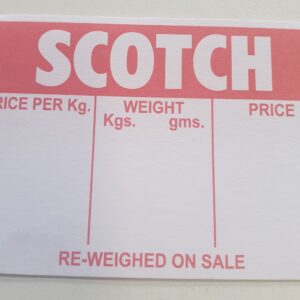 SCOTCH
RICE PER Kg. WEIGHT PRICE
Kgs. gms.
RE-WEIGHED ON SALE